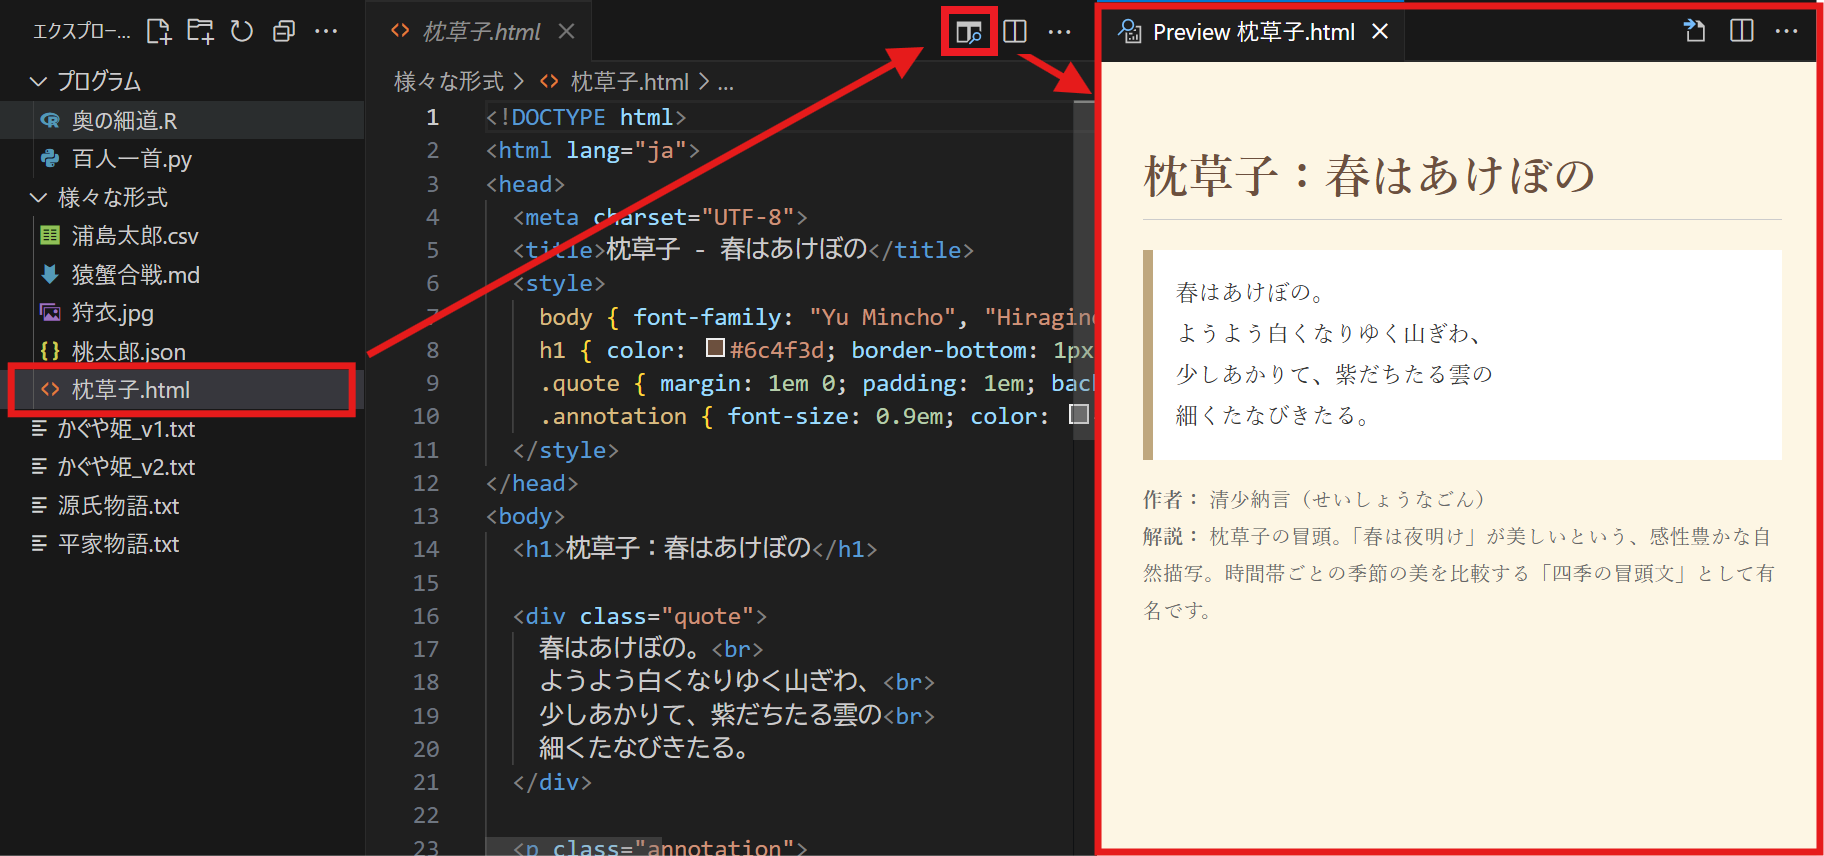 エクスプロー...
プログラム
奥の細道.R
百人一首.py
様々な形式
浦島太郎.csv
猿蟹合戦.md
狩衣.jpg
桃太郎.json
枕草子.html
かぐや姫_v1.txt
かぐや姫_v2.txt
源氏物語.txt
平家物語.txt
枕草子.html
様々な形式 > 枕草子.html > ...
1 <!DOCTYPE html>
2 <html lang="ja">
3 <head>
4 <meta charset="UTF-8">
5 <title>枕草子 - 春はあけぼの</title>
6 <style>
7 body { font-family: "Yu Mincho", "Hiragino
8 h1 { color: #6c4f3d; border-bottom: 1px
9 .quote { margin: 1em 0; padding: 1em; bac
10 .annotation { font-size: 0.9em; color:
11 </style>
12 </head>
13 <body>
14 <h1>枕草子：春はあけぼの</h1>
15
16 <div class="quote">
17 春はあけぼの。<br>
18 ようよう白くなりゆく山ぎわ、<br>
19 少しあかりて、紫だちたる雲の<br>
20 細くたなびきたる。
21 </div>
22
23 <p class="annotation">
Preview 枕草子.html
枕草子：春はあけぼの
春はあけぼの。
ようよう白くなりゆく山ぎわ、
少しあかりて、紫だちたる雲の
細くたなびきたる。
作者： 清少納言（せいしょうなごん）
解説： 枕草子の冒頭。「春は夜明け」が美しいという、感性豊かな自
然描写。時間帯ごとの季節の美を比較する「四季の冒頭文」として有
名です。